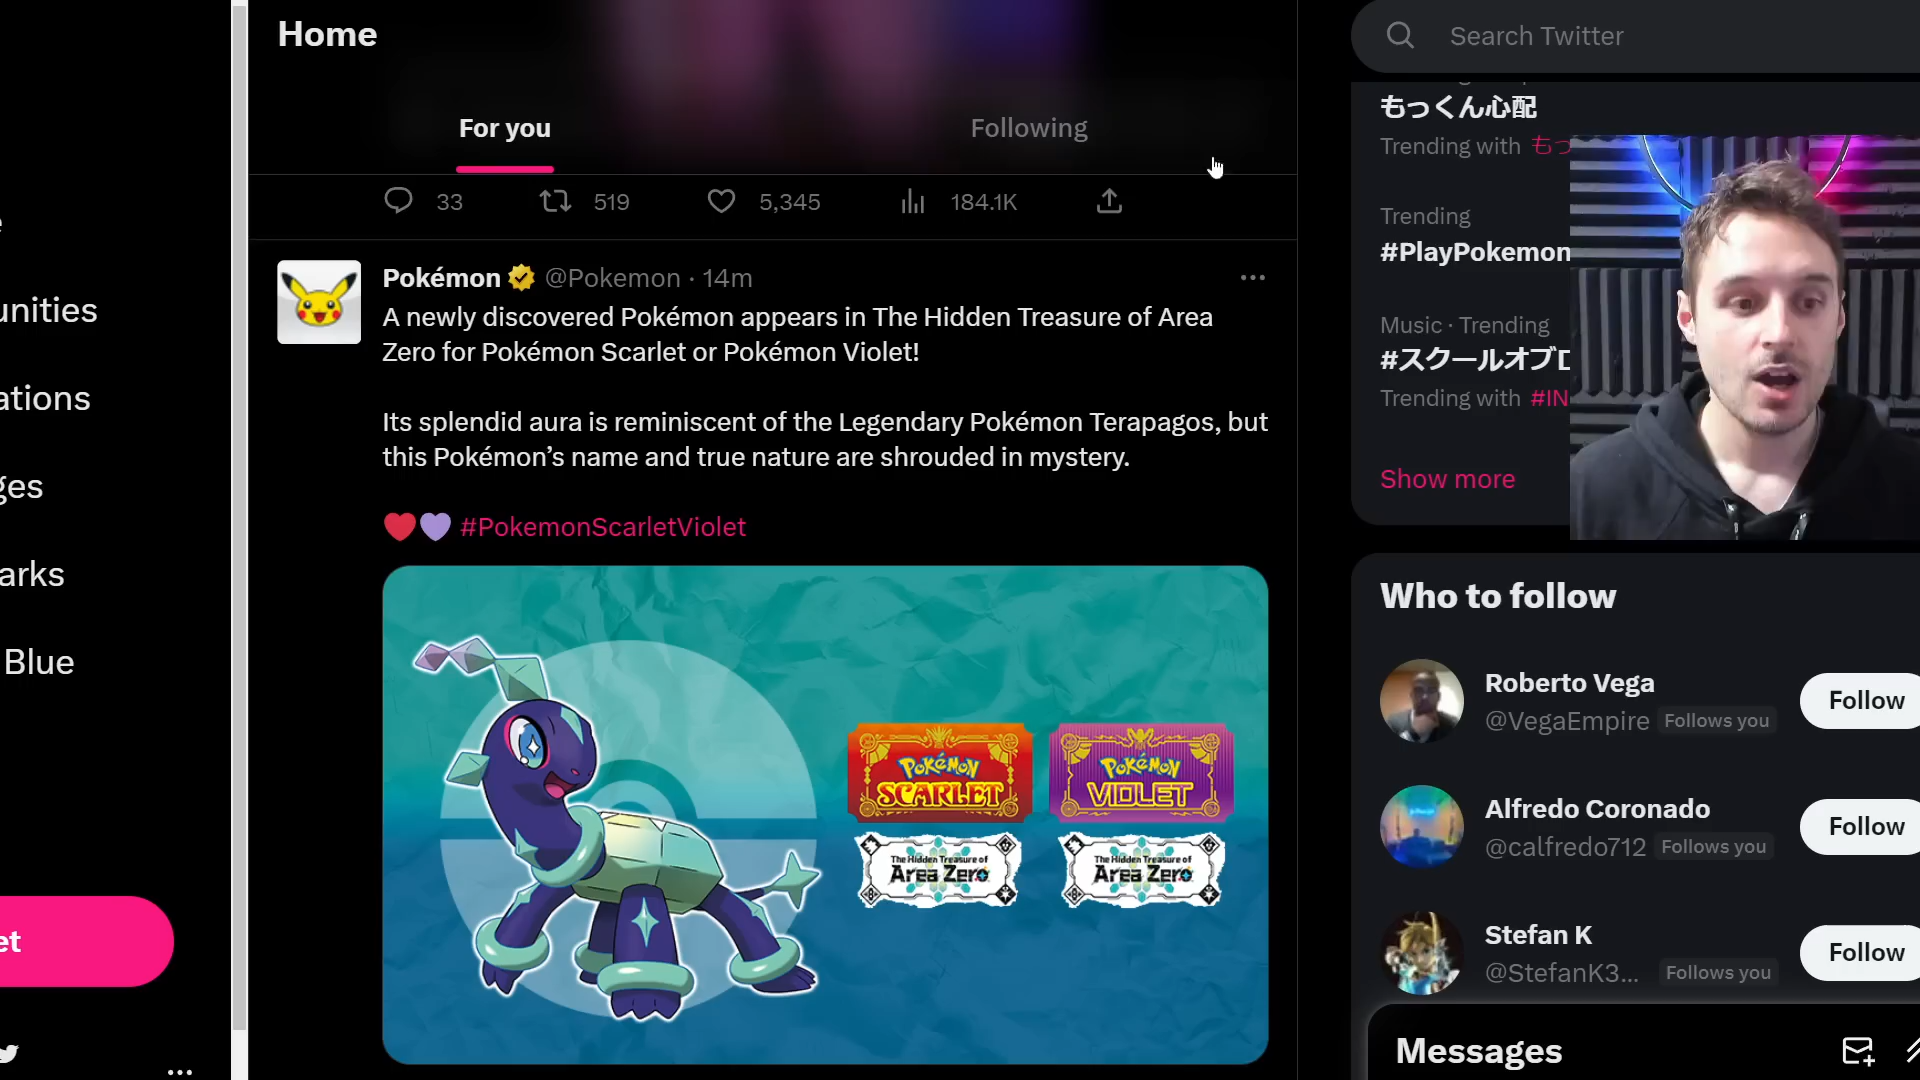 Home
For you
Following
33
519
5,345
184.1K
Pokémon @Pokemon · 14m
A newly discovered Pokémon appears in The Hidden Treasure of Area
Zero for Pokémon Scarlet or Pokémon Violet!
Its splendid aura is reminiscent of the Legendary Pokémon Terapagos, but
this Pokémon’s name and true nature are shrouded in mystery.
#PokemonScarletViolet
POKéMON
SCARLET
POKéMON
VIOLET
The Hidden Treasure of
Area Zero
The Hidden Treasure of
Area Zero
unities
ations
ges
arks
Blue
et
Search Twitter
もっくん心配
Trending with もっ
Trending
#PlayPokemon
Music · Trending
#スクールオブ
Trending with #IN
Show more
Who to follow
Roberto Vega
@VegaEmpire Follows you
Follow
Alfredo Coronado
@calfredo712 Follows you
Follow
Stefan K
@StefanK3... Follows you
Follow
Messages